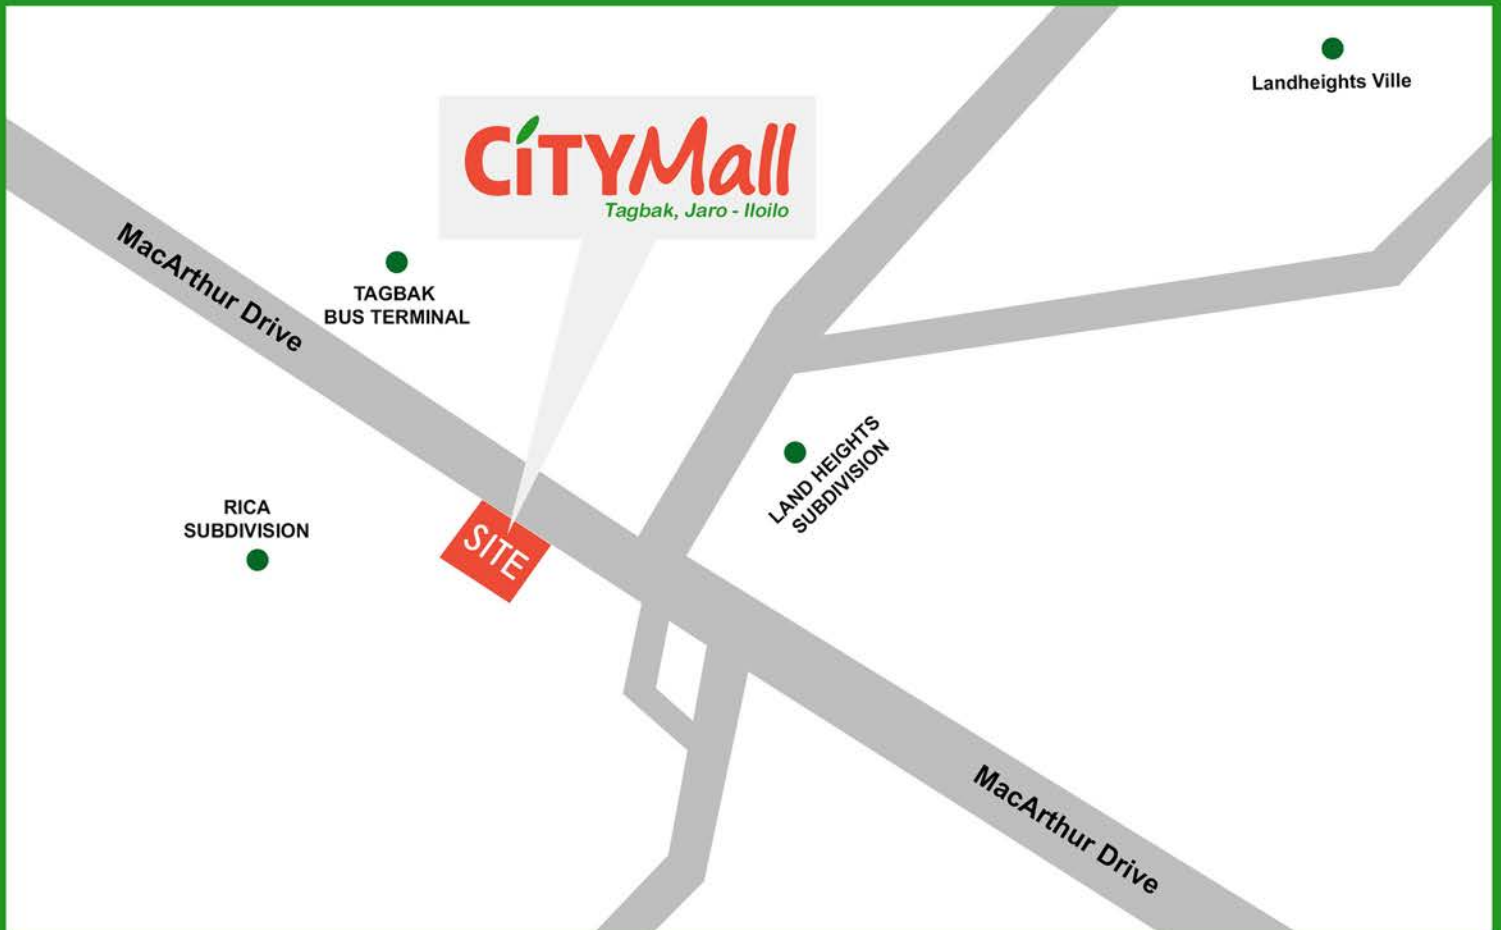 Landheights Ville
CiTYMall
Tagbak, Jaro - Iloilo
MacArthur Drive
TAGBAK
BUS TERMINAL
LAND HEIGHTS
SUBDIVISION
RICA
SUBDIVISION
SITE
MacArthur Drive